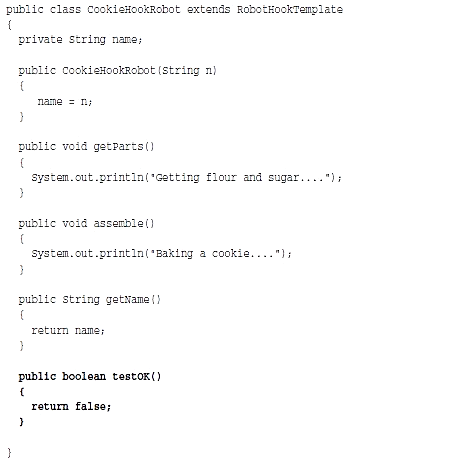 public class CookieHookRobot extends RobotHookTemplate
{
private String name;
public CookieHookRobot(String n)
{
name = n;
}
public void getParts()
{
System.out.println("Getting flour and sugar....");
}
public void assemble()
{
System.out.println("Baking a cookie....");
}
public String getName()
{
return name;
}
public boolean testOK()
{
return false;
}
}